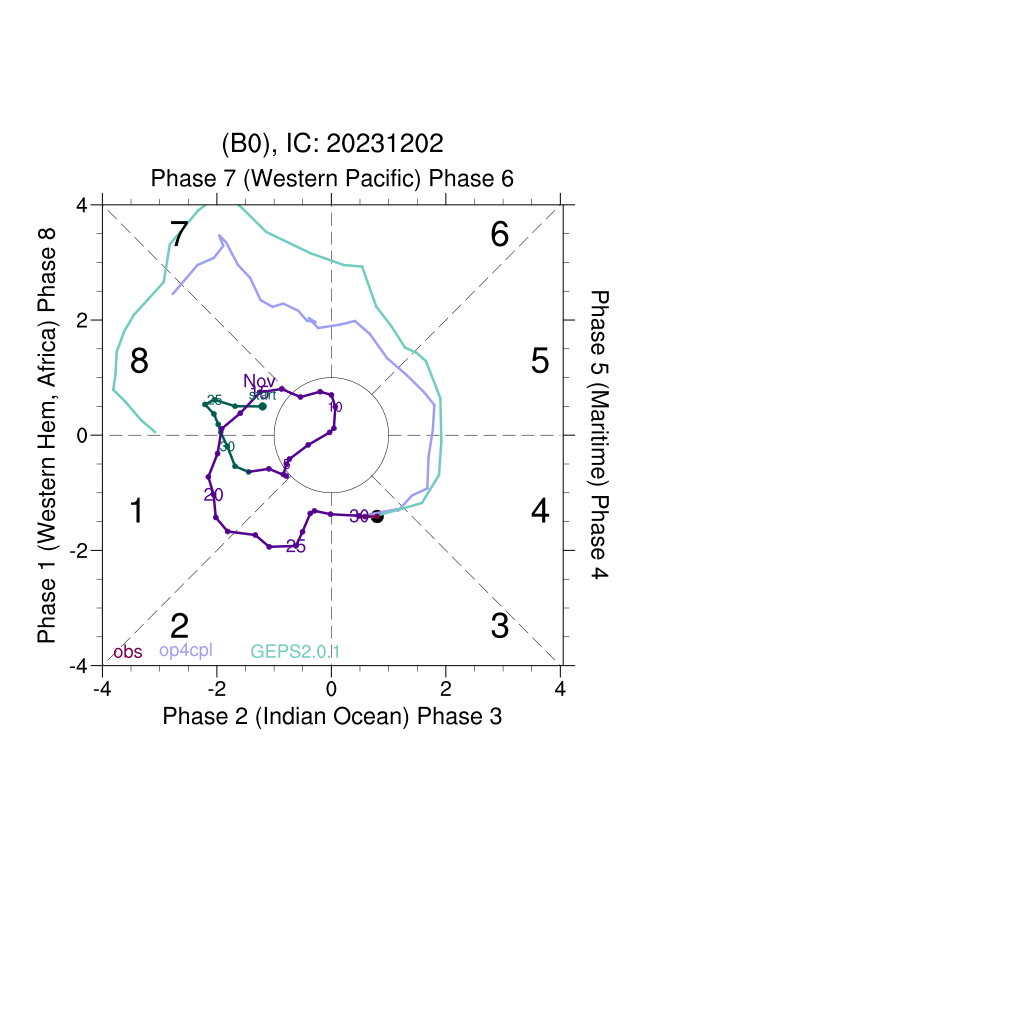 (B0), IC: 20231202
Phase 7 (Western Pacific) Phase 6
4
7
6
2
8
5
Nov
15
start
25
10
0
30
5
20
1
4
30
-2
25
2
3
obs
op4cpl
GEPS2.0.1
-4
-4
-2
0
2
4
Phase 2 (Indian Ocean) Phase 3
Phase 1 (Western Hem, Africa) Phase 8
Phase 5 (Maritime) Phase 4